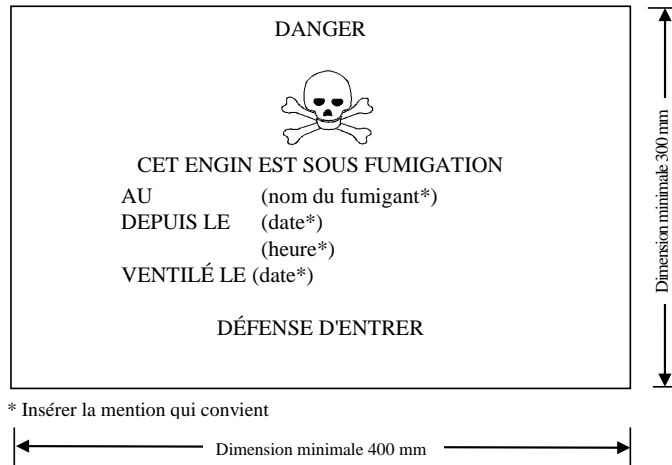 DANGER
CET ENGIN EST SOUS FUMIGATION
AU (nom du fumigant*)
DEPUIS LE (date*)
(heure*)
VENTILÉ LE (date*)
DÉFENSE D'ENTRER
Dimension minimale 300 mm
* Insérer la mention qui convient
Dimension minimale 400 mm